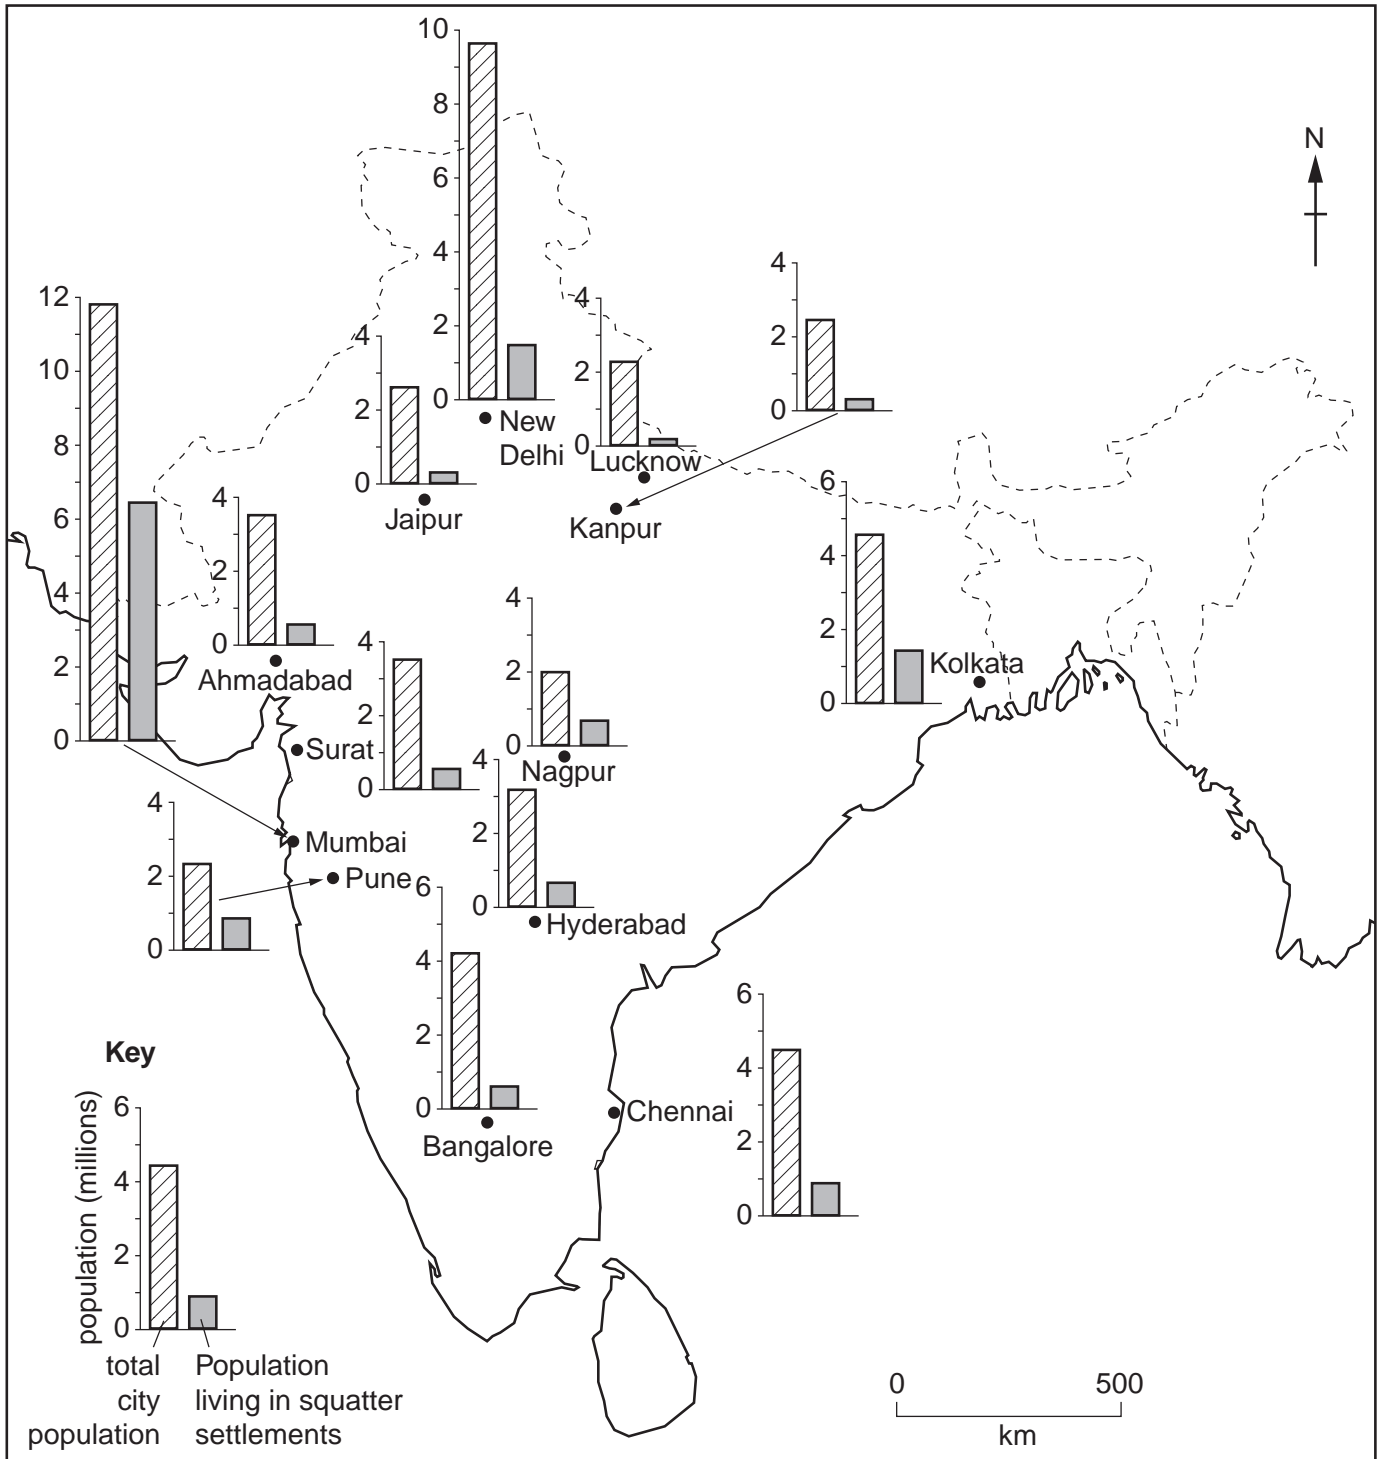 10
8
6
4
2
0
New
Delhi
N
12
10
8
6
4
2
0
4
2
0
Jaipur
4
2
0
Lucknow
4
2
0
Kanpur
4
2
0
Ahmadabad
6
4
2
0
Kolkata
4
2
0
Surat
4
2
0
Nagpur
Mumbai
4
2
0
Pune
4
2
0
Hyderabad
6
4
2
0
Bangalore
6
4
2
0
Chennai
Key
population (millions)
6
4
2
0
total
city
population
Population
living in squatter
settlements
0 500
km